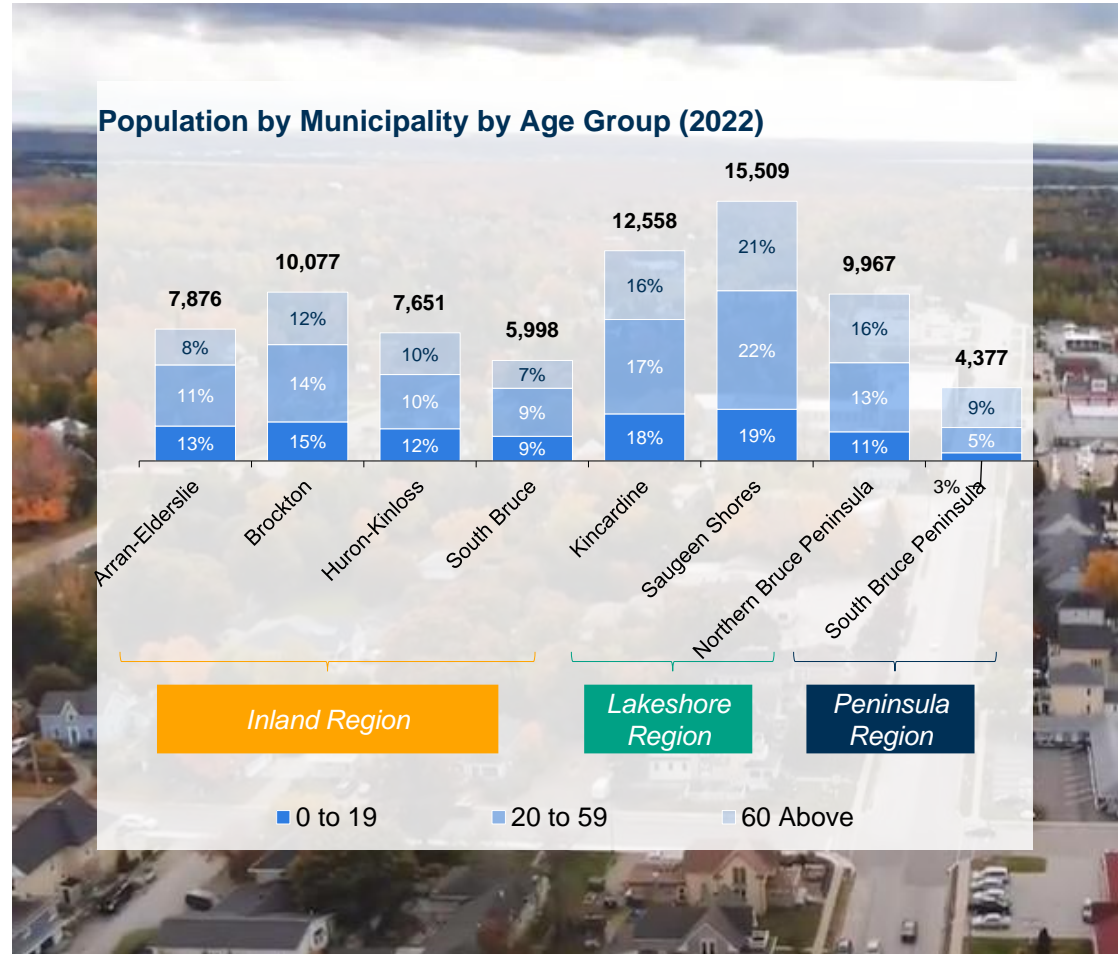 Population by Municipality by Age Group (2022)
15,509
12,558
10,077
9,967
7,876
7,651
5,998
4,377
21%
16%
12%
16%
8%
10%
7%
9%
22%
17%
14%
13%
11%
10%
9%
5%
13%
15%
12%
9%
18%
19%
11%
3%
Arran-Elderslie
Brockton
Huron-Kinloss
South Bruce
Kincardine
Saugeen Shores
Northern Bruce Peninsula
South Bruce Peninsula
Inland Region
Lakeshore
Region
Peninsula
Region
0 to 19
20 to 59
60 Above